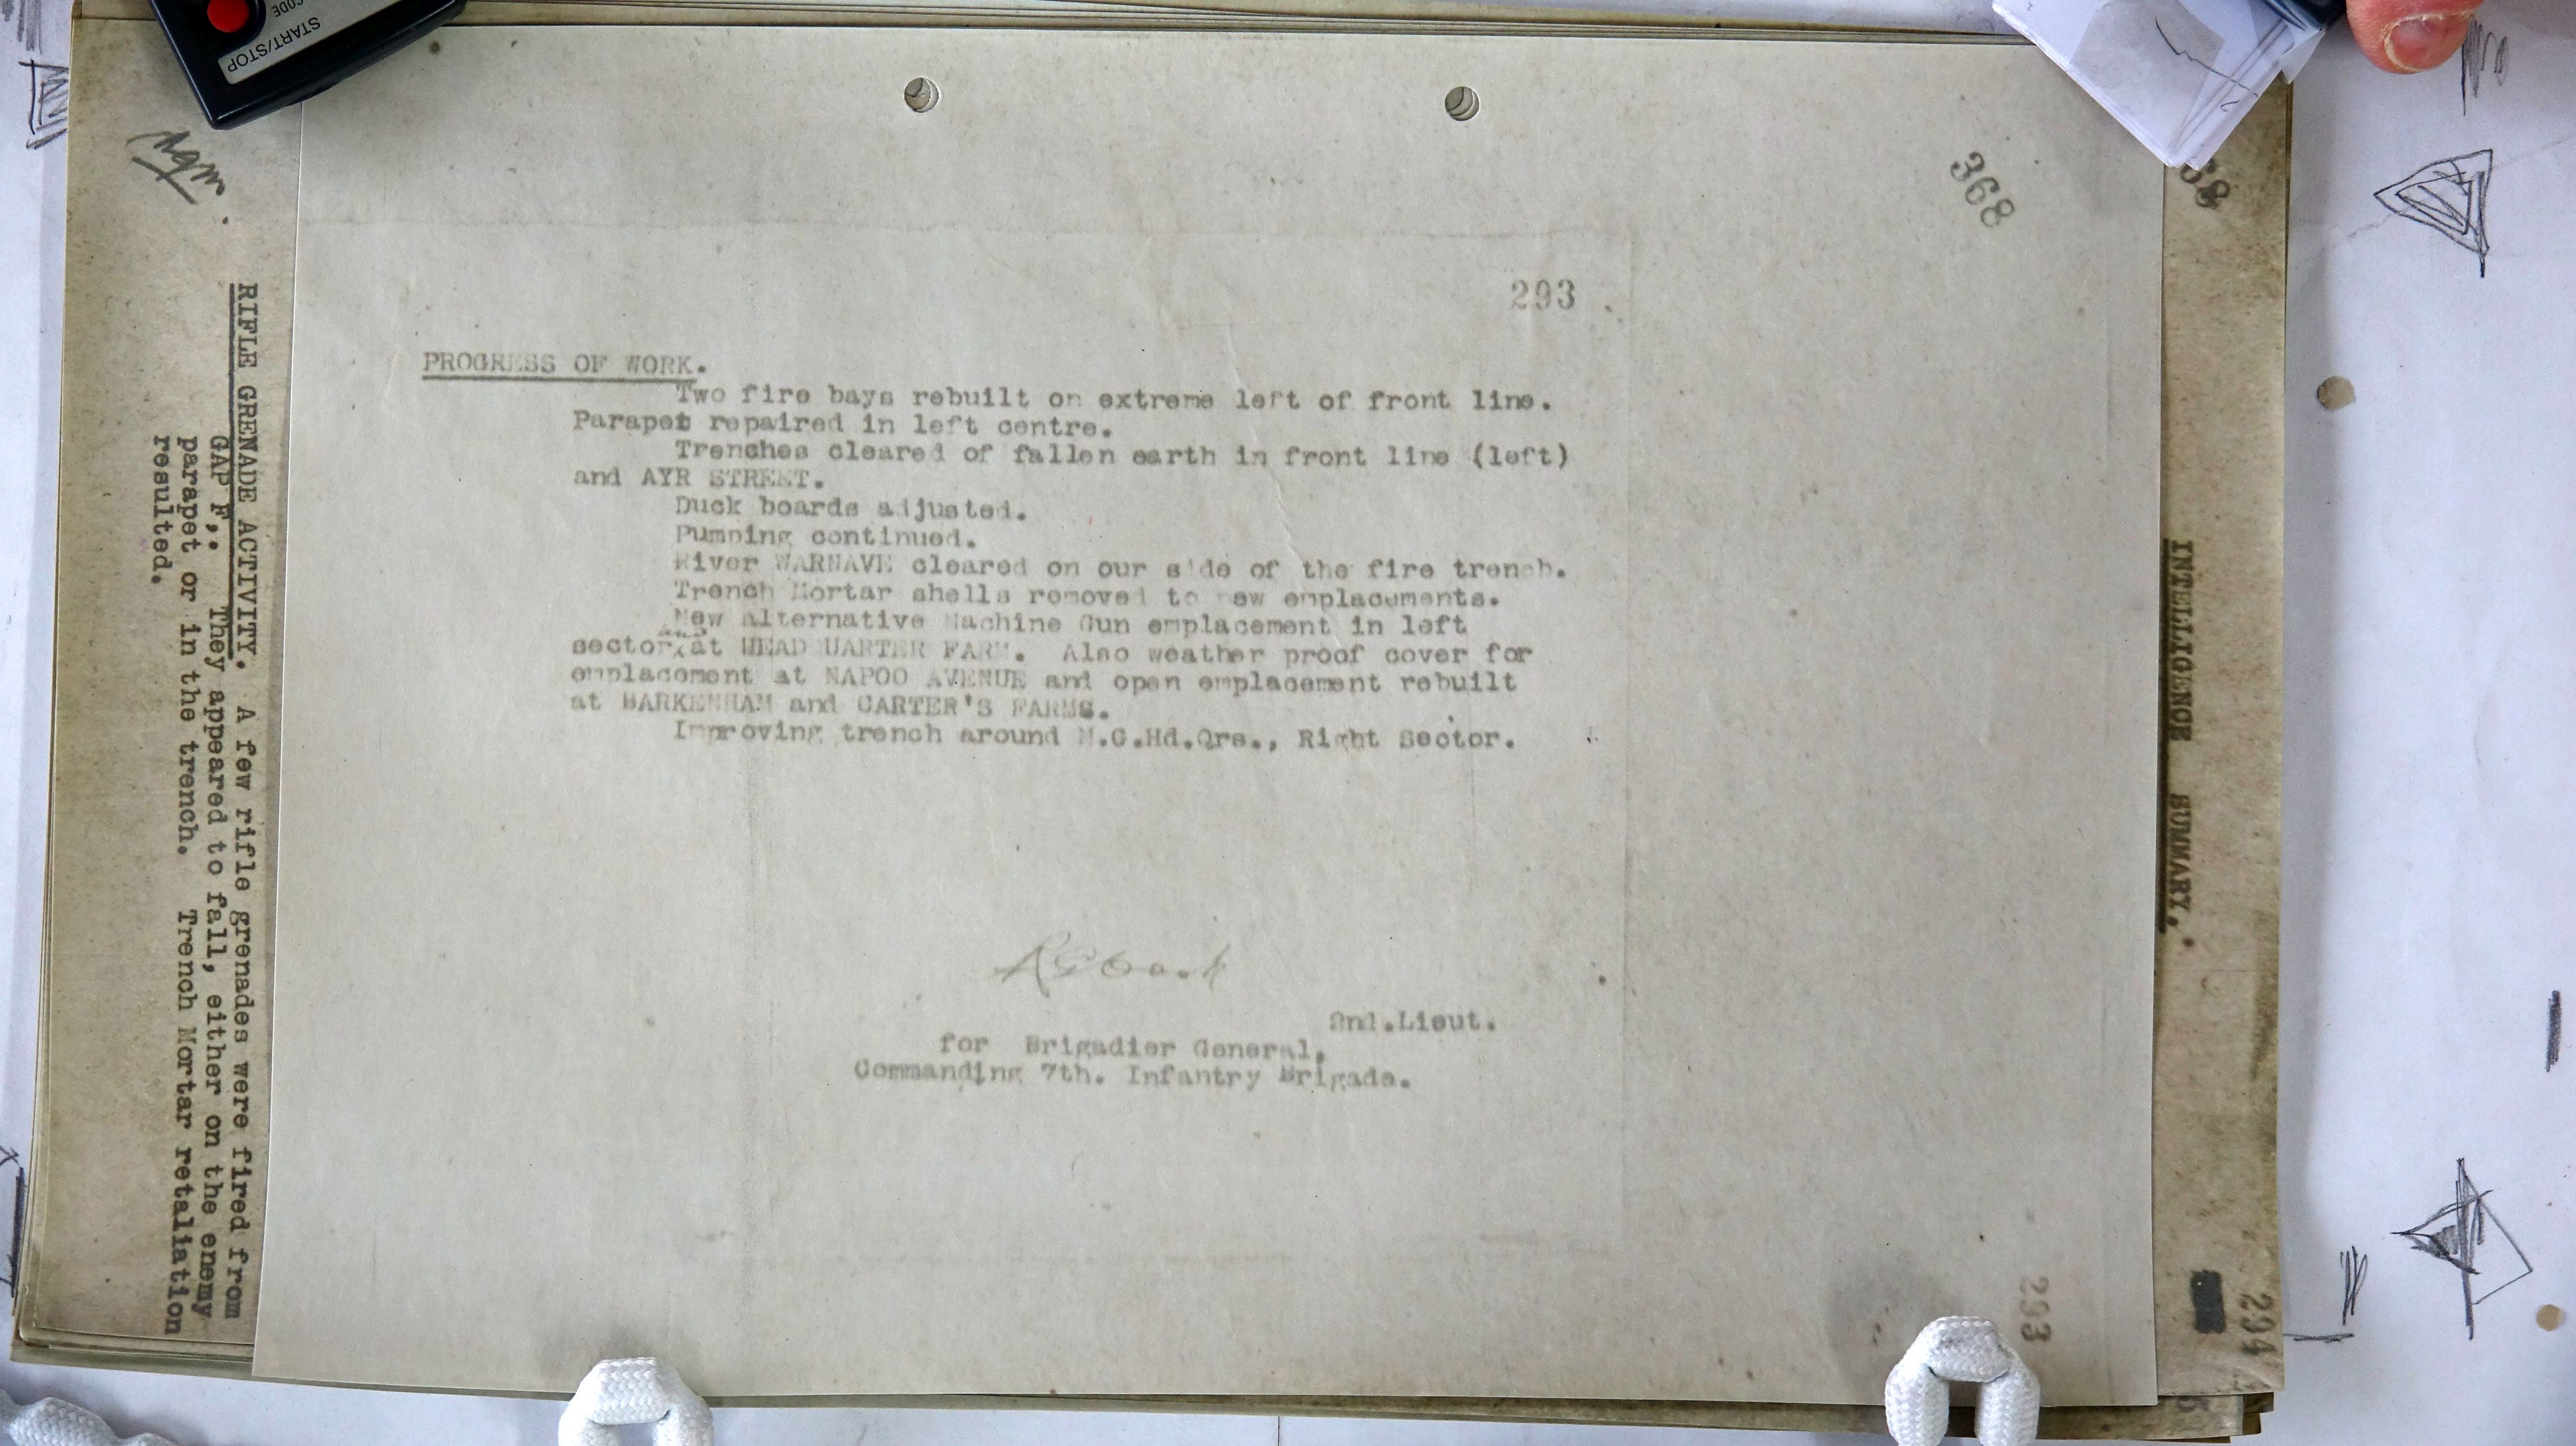 START/STOP
CODE
368
68
293
PROGRESS OF WORK.
Two fire bays rebuilt on extreme left of front line.
Parapet repaired in left centre.
Trenches cleared of fallen earth in front line (left)
and AYR STREET.
Duck boards adjusted.
Pumping continued.
River WARNAVE cleared on our side of the fire trench.
Trench Mortar shells removed to new emplacements.
New alternative Machine Gun emplacement in left
and
sector at HEAD QUARTER FARM. Also weather proof cover for
emplacement at NAPOO AVENUE and open emplacement rebuilt
at BARKENHAM and CARTER'S FARMS.
Improving trench around M.G.Hd.Qrs., Right Sector.
2nd.Lieut.
for Brigadier General,
Commanding 7th. Infantry Brigade.
293
RIFLE GRENADE ACTIVITY. A few rifle grenades were fired from
GAP F,. They appeared to fall, either on the enemy
parapet or in the trench. Trench Mortar retaliation
resulted.
INTELLIGENCE SUMMARY.
294